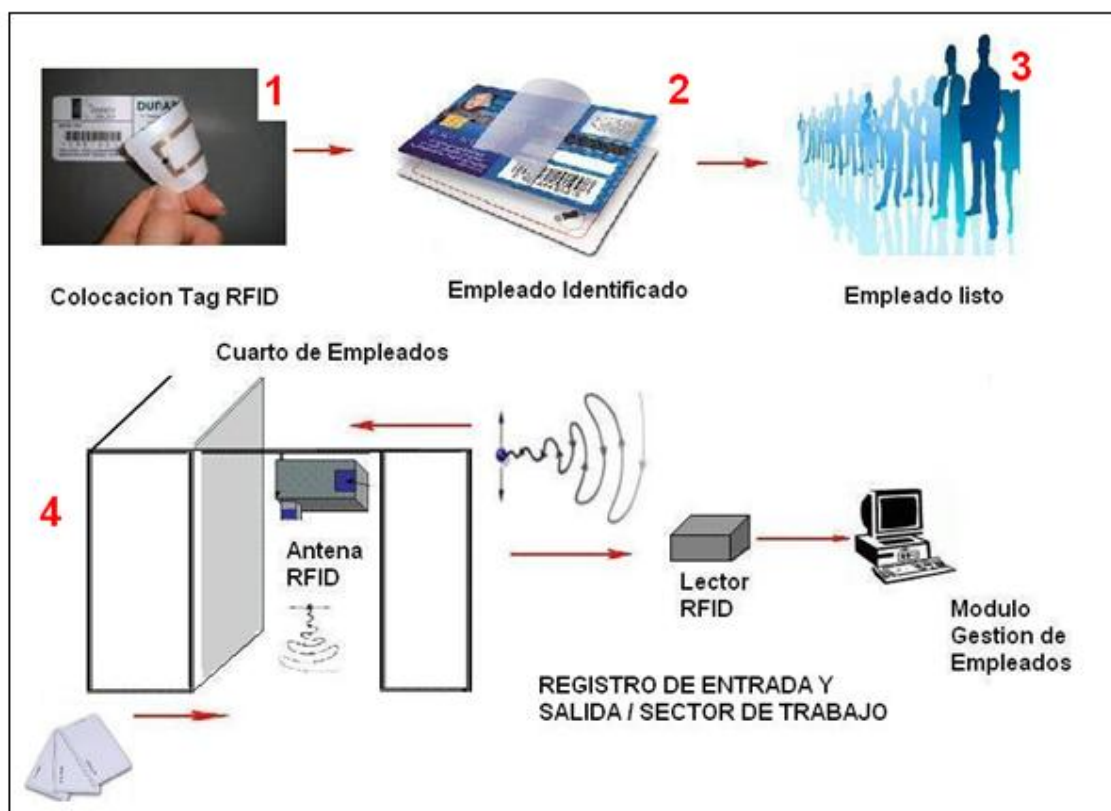 1
DURA
2
3
Colocacion Tag RFID
Empleado Identificado
Empleado listo
Cuarto de Empleados
4
Antena
RFID
Lector
RFID
Modulo
Gestion de
Empleados
REGISTRO DE ENTRADA Y
SALIDA / SECTOR DE TRABAJO